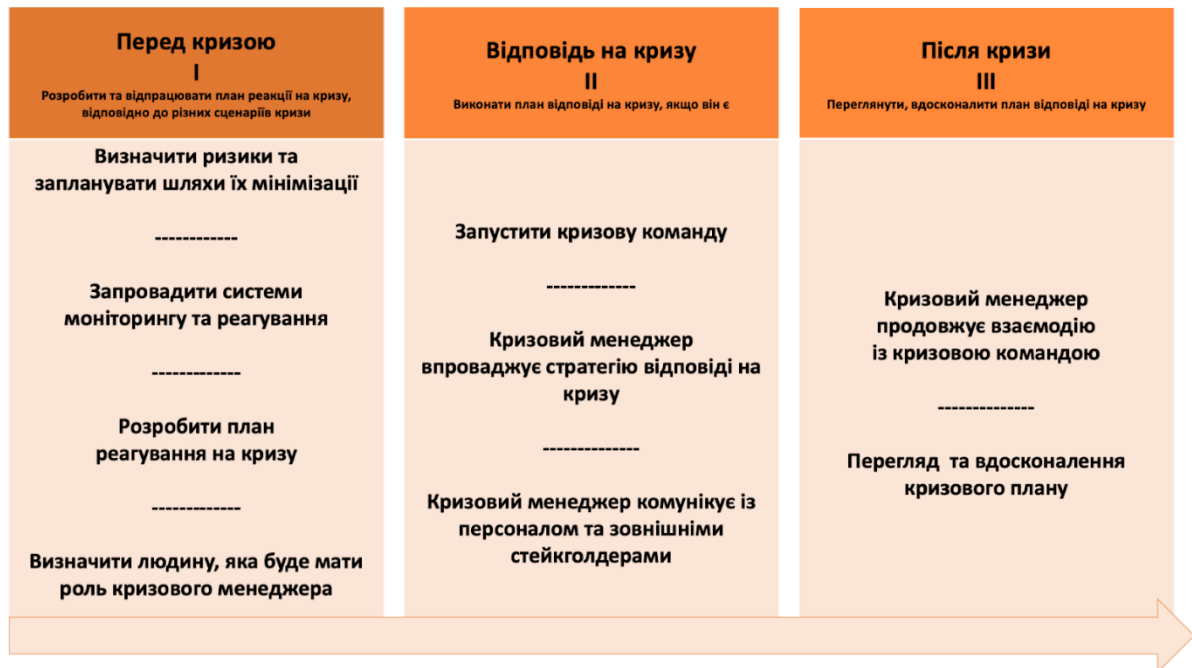 Перед кризою
I
Розробити та відпрацювати план реакції на кризу,
відповідно до різних сценаріїв кризи
Визначити ризики та
запланувати шляхи їх мінімізації
------------
Запровадити системи
моніторингу та реагування
-------------
Розробити план
реагування на кризу
-------------
Визначити людину, яка буде мати
роль кризового менеджера
Відповідь на кризу
II
Виконати план відповіді на кризу, якщо він є
Запустити кризову команду
-------------
Кризовий менеджер
впроваджує стратегію відповіді на
кризу
--------------
Кризовий менеджер комунікує із
персоналом та зовнішніми
стейкголдерами
Після кризи
III
Переглянути, вдосконалити план відповіді на кризу
Кризовий менеджер
продовжує взаємодію
із кризовою командою
--------------
Перегляд та вдосконалення
кризового плану